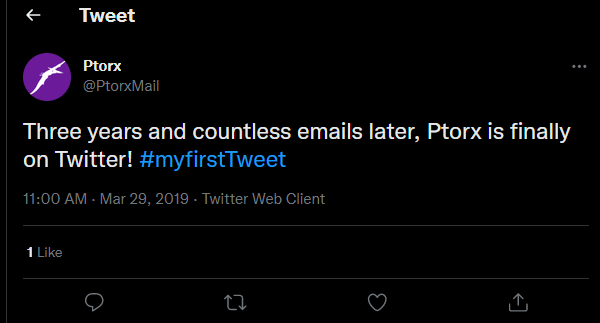 Tweet
Ptorx
@PtorxMail
Three years and countless emails later, Ptorx is finally
on Twitter! #myfirstTweet
11:00 AM · Mar 29, 2019 · Twitter Web Client
1 Like